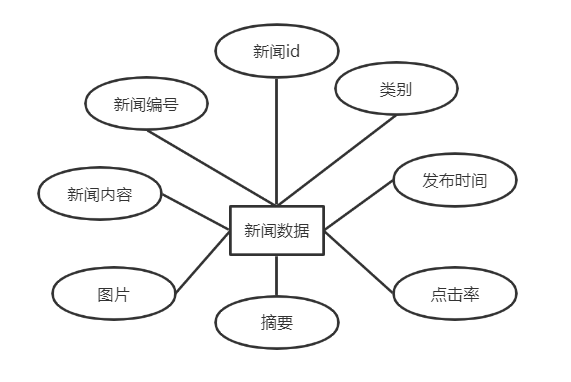 新闻id
类别
新闻编号
发布时间
新闻内容
新闻数据
图片
点击率
摘要